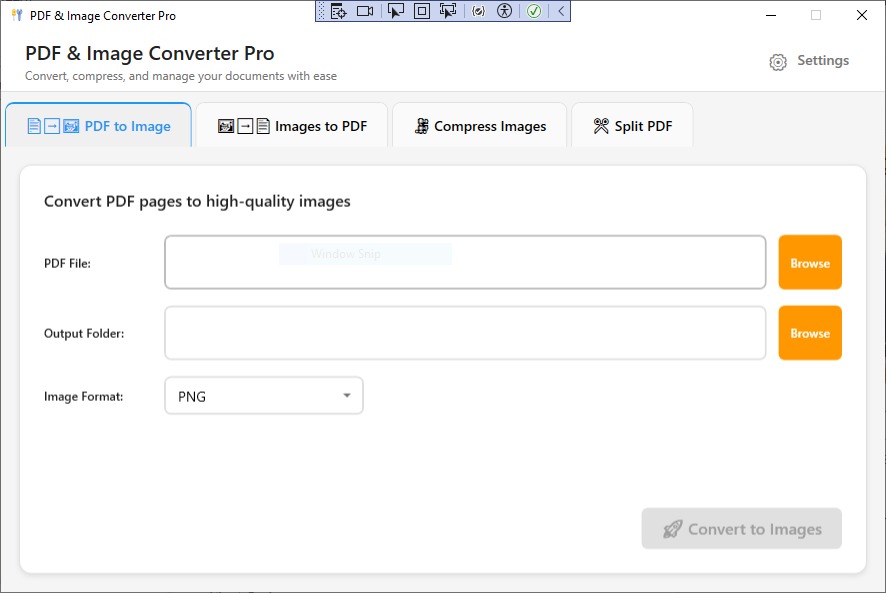 PDF & Image Converter Pro
PDF & Image Converter Pro
Convert, compress, and manage your documents with ease
Settings
PDF to Image
Images to PDF
Compress Images
Split PDF
Convert PDF pages to high-quality images
PDF File:
Window Snip
Browse
Output Folder:
Browse
Image Format:
PNG
Convert to Images